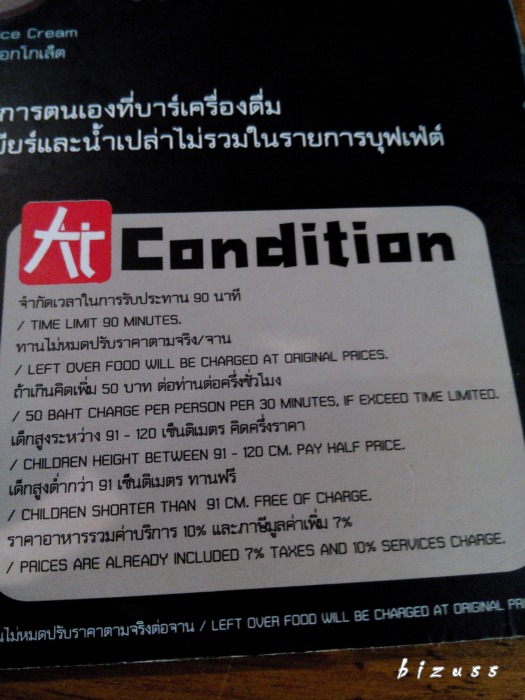 ce Cream
อกโกเล็ต
การตนเองที่บาร์เครื่องดื่ม
บียร์และน้ำเปล่าไม่รวมในรายการบุฟเฟ่ต์
At Condition
จำกัดเวลาในการรับประทาน 90 นาที
/ TIME LIMIT 90 MINUTES.
ทานไม่หมดปรับราคาตามจริง/จาน
/ LEFT OVER FOOD WILL BE CHARGED AT ORIGINAL PRICES.
ถ้าเกินคิดเพิ่ม 50 บาท ต่อท่านต่อครึ่งชั่วโมง
/ 50 BAHT CHARGE PER PERSON PER 30 MINUTES, IF EXCEED TIME LIMITED.
เด็กสูงระหว่าง 91 - 120 เซ็นติเมตร คิดครึ่งราคา
/ CHILDREN HEIGHT BETWEEN 91 - 120 CM. PAY HALF PRICE.
เด็กสูงต่ำกว่า 91 เซ็นติเมตร ทานฟรี
/ CHILDREN SHORTER THAN 91 CM. FREE OF CHARGE.
ราคาอาหารรวมค่าบริการ 10% และภาษีมูลค่าเพิ่ม 7%
/ PRICES ARE ALREADY INCLUDED 7% TAXES AND 10% SERVICES CHARGE.
นไม่หมดปรับราคาตามจริงต่อจาน / LEFT OVER FOOD WILL BE CHARGED AT ORIGINAL PRI
bizuss